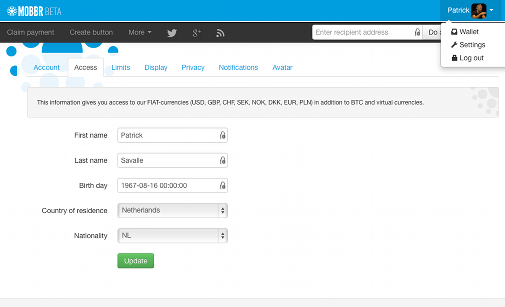 MOBBR BETA
Patrick
Claim payment Create button More Enter recipient address
Wallet
Settings
Log out
Account Access Limits Display Privacy Notifications Avatar
This information gives you access to our FIAT-currencies (USD, GBP, CHF, SEK, NOK, DKK, EUR, PLN) in addition to BTC and virtual currencies.
First name Patrick
Last name Savalle
Birth day 1967-08-16 00:00:00
Country of residence Netherlands
Nationality NL
Update